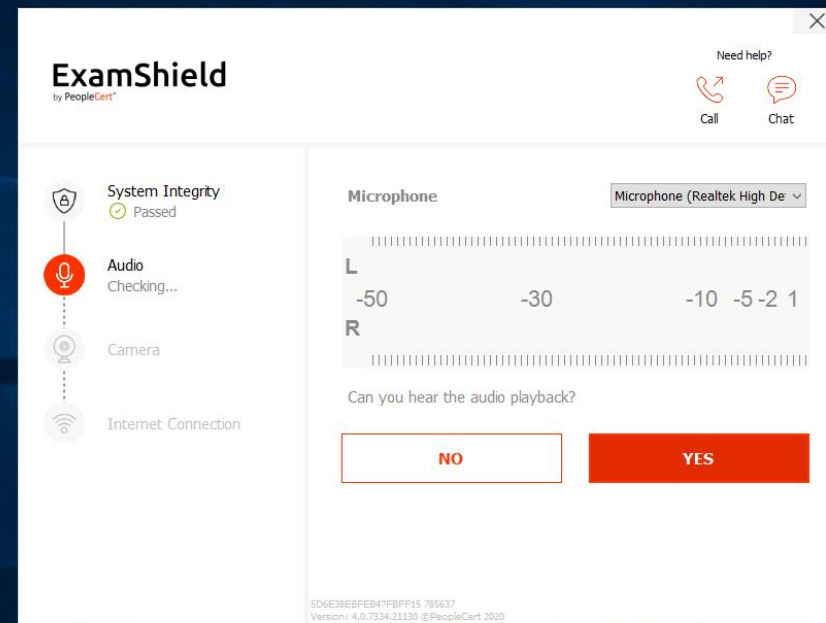 Need help?
ExamShield
by PeopleCert
Call
Chat
System Integrity
Passed
Audio
Checking...
Camera
Internet Connection
Microphone
Microphone (Realtek High De
L
-50 -30 -10 -5 -2 1
R
Can you hear the audio playback?
NO
YES
5D6E38EBFEB47FBFF15 785637
Version: 4.0.7334.21130 ©PeopleCert 2020